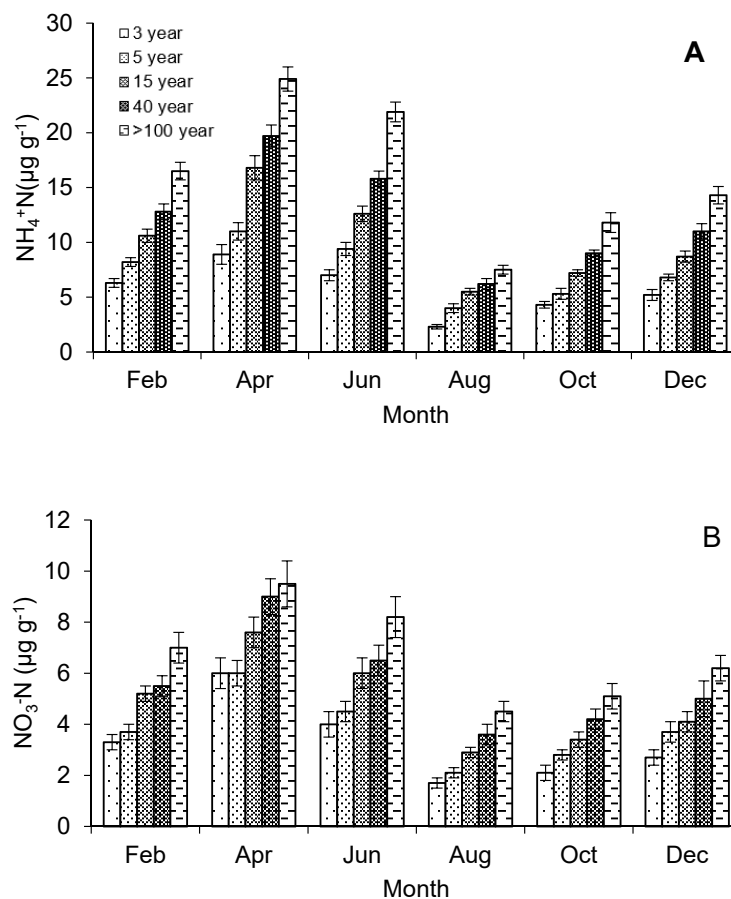 A
3 year
5 year
15 year
40 year
>100 year
NH₄⁺N(µg g⁻¹)
30
25
20
15
10
5
0
Feb Apr Jun Aug Oct Dec
Month
B
NO₃-N (µg g⁻¹)
12
10
8
6
4
2
0
Feb Apr Jun Aug Oct Dec
Month